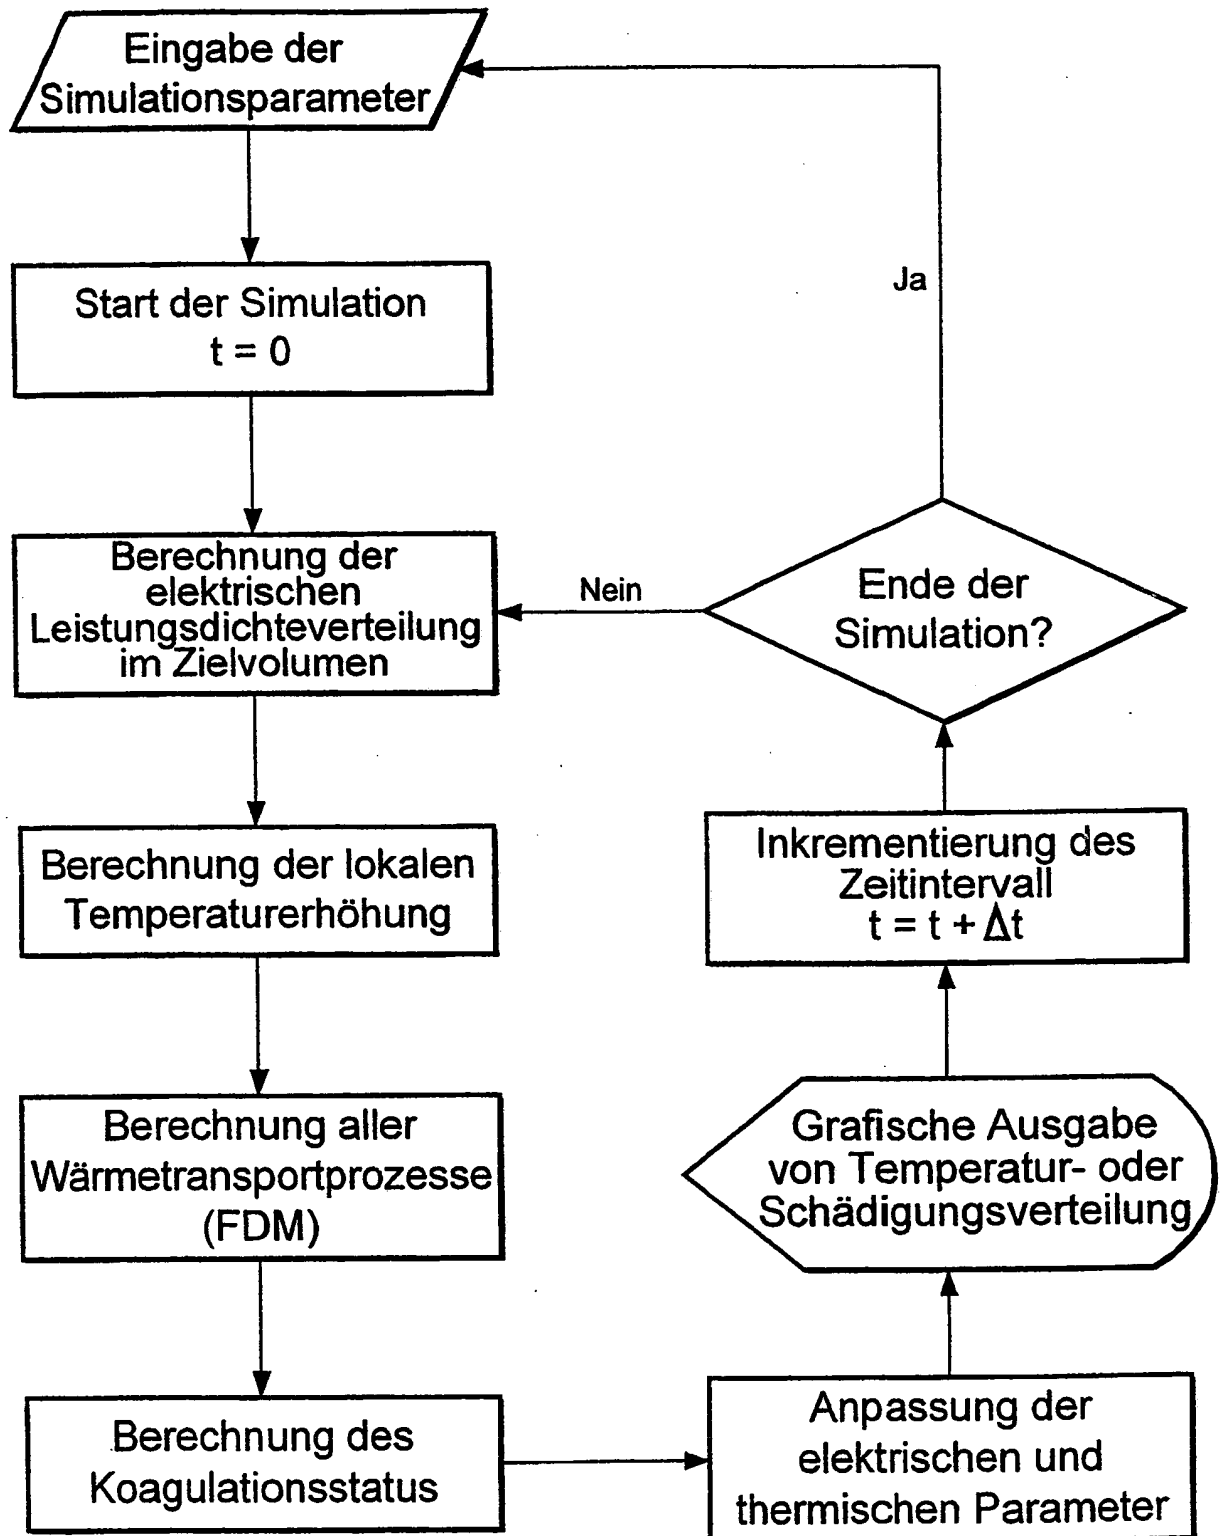 Eingabe der
Simulationsparameter
Start der Simulation
t = 0
Berechnung der
elektrischen
Leistungsdichteverteilung
im Zielvolumen
Berechnung der lokalen
Temperaturerhöhung
Berechnung aller
Wärmetransportprozesse
(FDM)
Berechnung des
Koagulationsstatus
Anpassung der
elektrischen und
thermischen Parameter
Grafische Ausgabe
von Temperatur- oder
Schädigungsverteilung
Inkrementierung des
Zeitintervall
t = t + Δt
Ende der
Simulation?
Nein
Ja